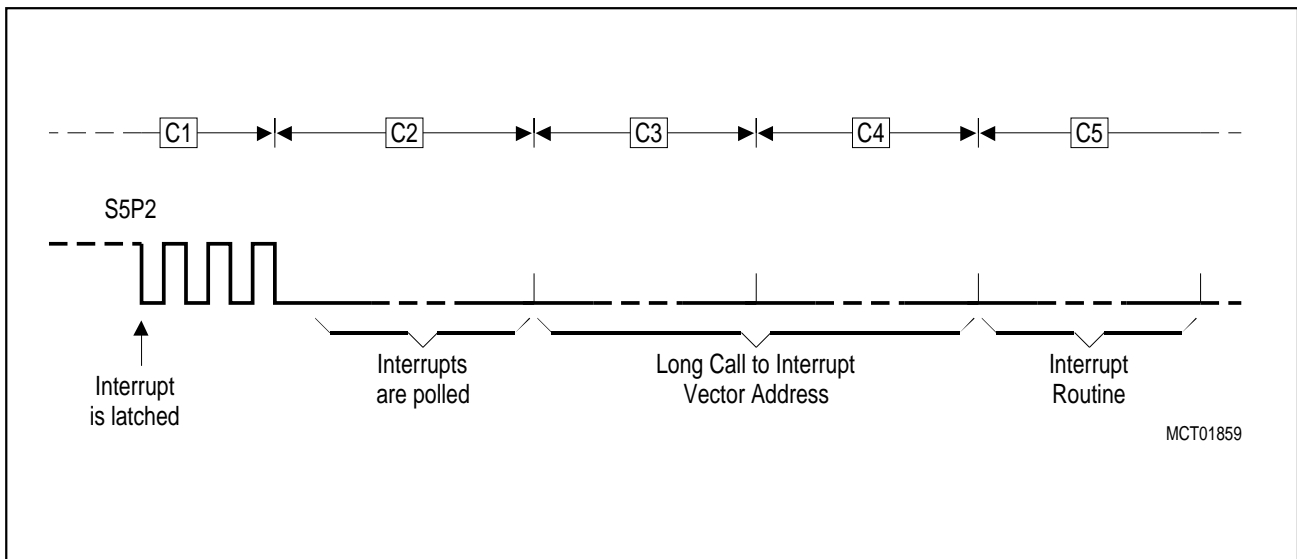 C1 C2 C3 C4 C5
S5P2
Interrupt
is latched
Interrupts
are polled
Long Call to Interrupt
Vector Address
Interrupt
Routine
MCT01859